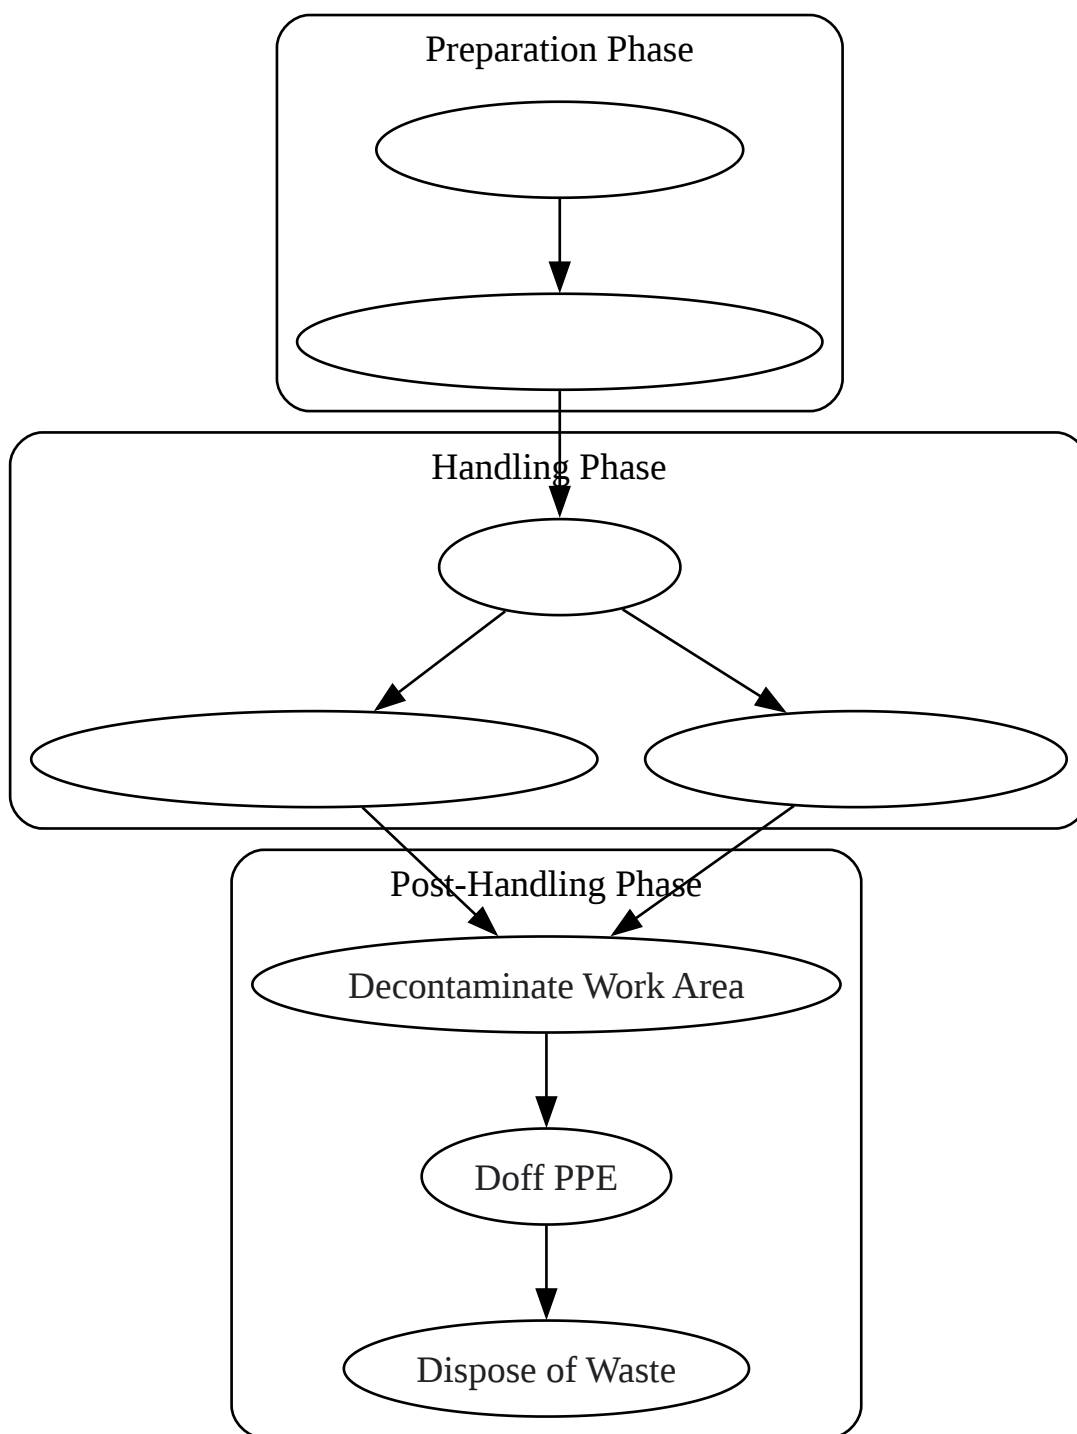 Preparation Phase
Handling Phase
Post-Handling Phase
Decontaminate Work Area
Doff PPE
Dispose of Waste